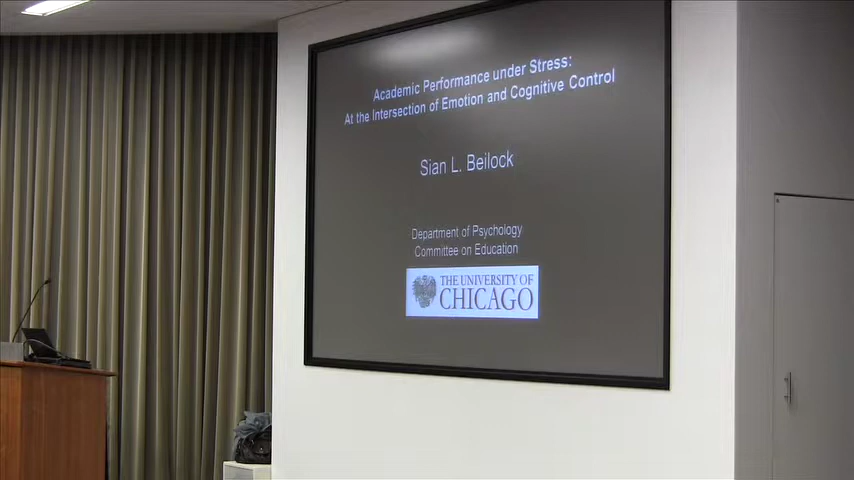 Academic Performance under Stress:
At the Intersection of Emotion and Cognitive Control
Sian L. Beilock
Department of Psychology
Committee on Education
THE UNIVERSITY OF
CHICAGO